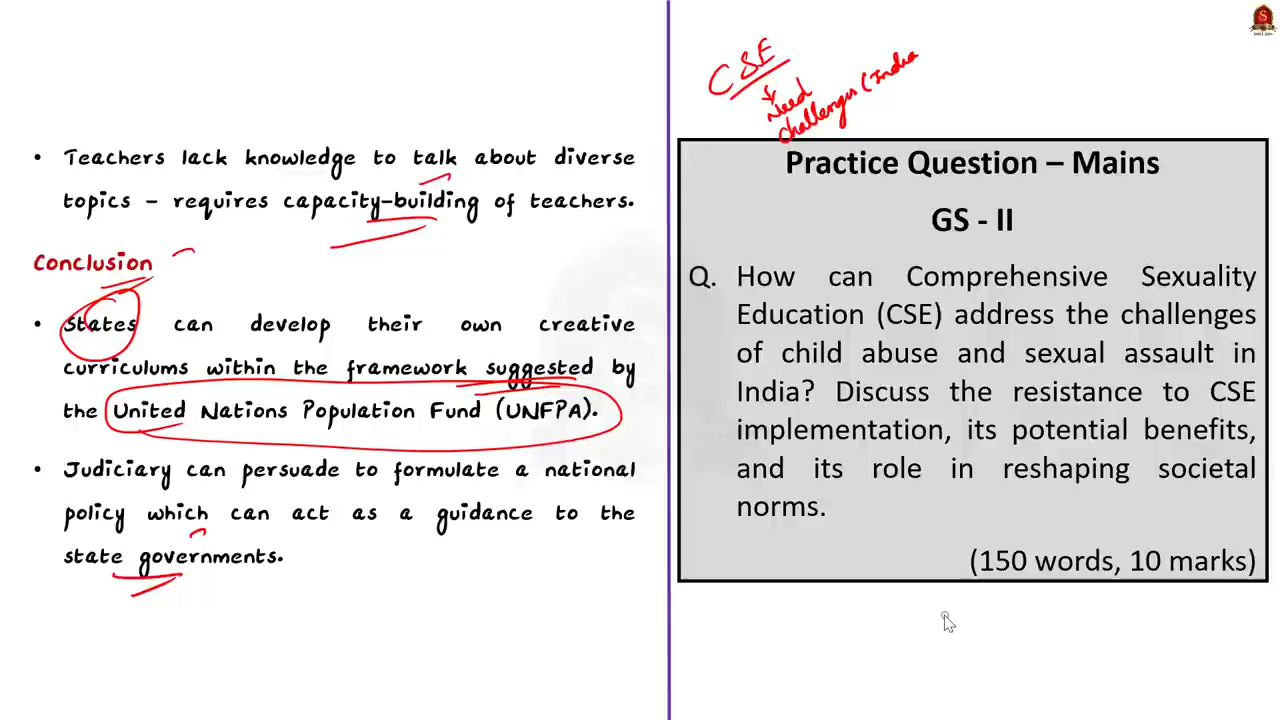 • Teachers lack knowledge to talk about diverse
topics – requires capacity-building of teachers.
Conclusion
• States can develop their own creative
curriculums within the framework suggested by
the United Nations Population Fund (UNFPA).
• Judiciary can persuade to formulate a national
policy which can act as a guidance to the
state governments.
CSE
Need
challenges (India
Practice Question – Mains
GS - II
Q. How can Comprehensive Sexuality
Education (CSE) address the challenges
of child abuse and sexual assault in
India? Discuss the resistance to CSE
implementation, its potential benefits,
and its role in reshaping societal
norms.
(150 words, 10 marks)